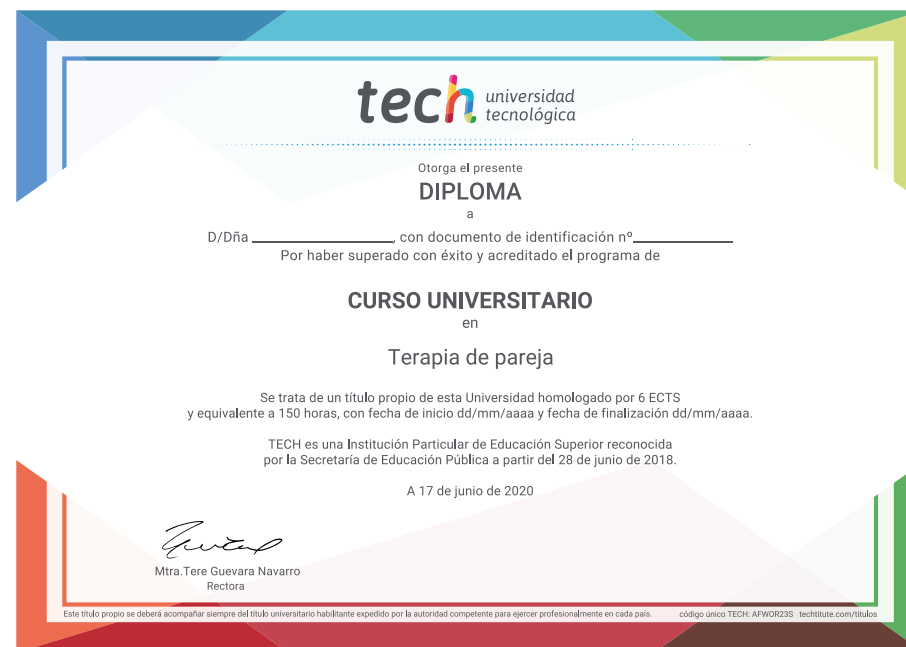 tech universidad
tecnológica
Otorga el presente
DIPLOMA
a
D/Dña ____________________, con documento de identificación nº______________
Por haber superado con éxito y acreditado el programa de
CURSO UNIVERSITARIO
en
Terapia de pareja
Se trata de un título propio de esta Universidad homologado por 6 ECTS
y equivalente a 150 horas, con fecha de inicio dd/mm/aaaa y fecha de finalización dd/mm/aaaa.
TECH es una Institución Particular de Educación Superior reconocida
por la Secretaría de Educación Pública a partir del 28 de junio de 2018.
A 17 de junio de 2020
Mtra.Tere Guevara Navarro
Rectora
Este título propio se deberá acompañar siempre del título universitario habilitante expedido por la autoridad competente para ejercer profesionalmente en cada país. código único TECH: AFWOR23S techtitute.com/títulos